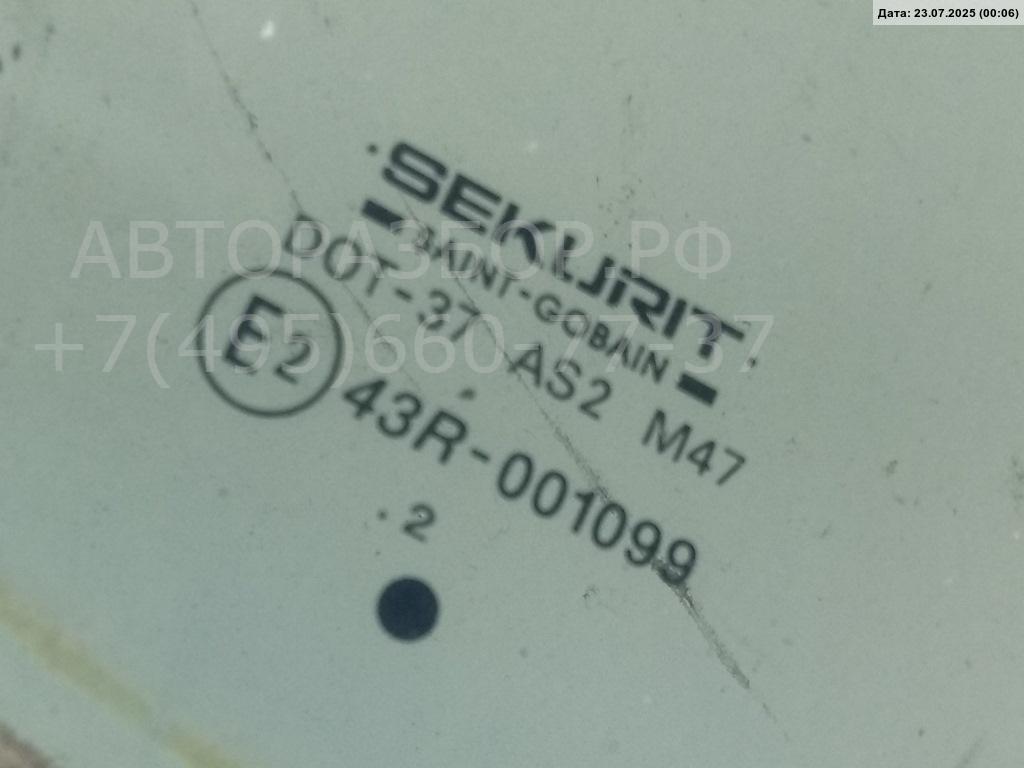 Дата: 23.07.2025 (00:06)
SEKURIT
SAINT-GOBAIN
DOT-37 AS2 M47
E2 43R-001099
. 2
АВТОРАЗБОР.РФ
+7(495)660-77-37